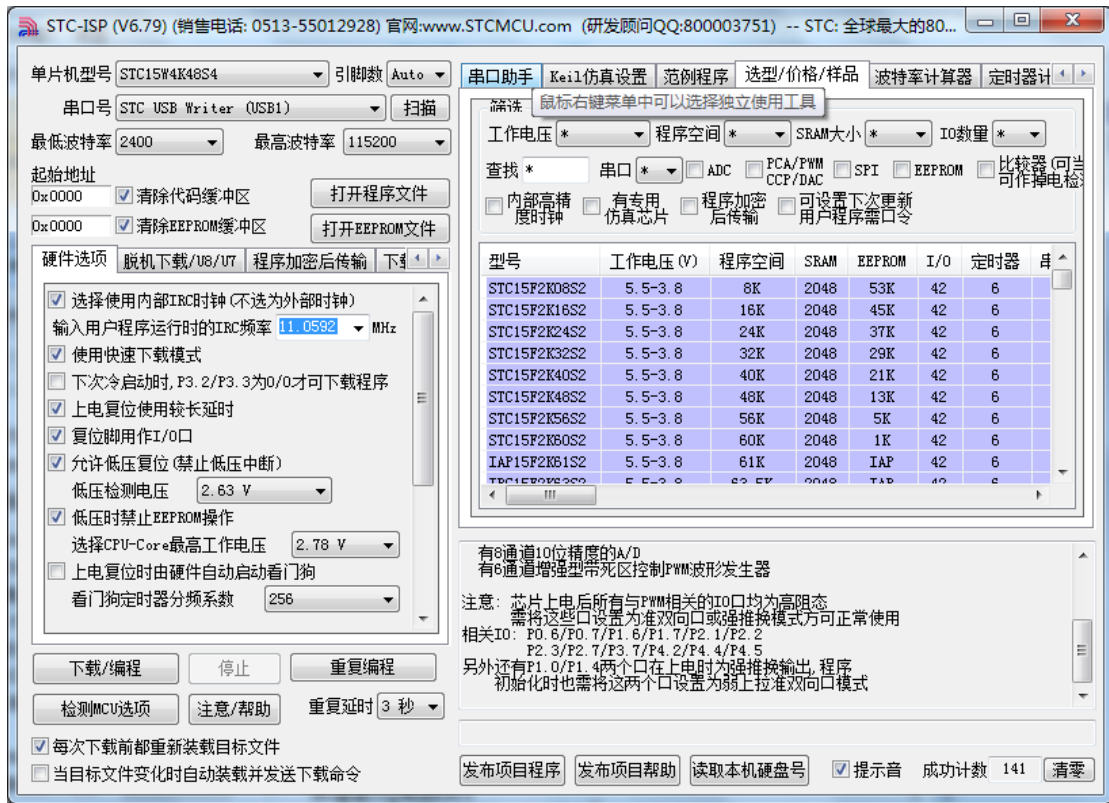 STC-ISP (V6.79) (销售电话: 0513-55012928) 官网:www.STCMCU.com (研发顾问QQ:800003751) -- STC: 全球最大的80...
单片机型号 STC15W4K48S4 引脚数 Auto
串口号 STC USB Writer (USB1) 扫描
最低波特率 2400 最高波特率 115200
起始地址
0x0000 清除代码缓冲区 打开程序文件
0x0000 清除EEPROM缓冲区 打开EEPROM文件
硬件选项 脱机下载/U8/U7 程序加密后传输
选择使用内部IRC时钟(不选为外部时钟)
输入用户程序运行时的IRC频率 11.0592 MHz
使用快速下载模式
下次冷启动时,P3.2/P3.3为0/0才可下载程序
上电复位使用较长延时
复位脚用作I/O口
允许低压复位(禁止低压中断)
低压检测电压 2.63 V
低压时禁止EEPROM操作
选择CPU-Core最高工作电压 2.78 V
上电复位时由硬件自动启动看门狗
看门狗定时器分频系数 256
下载/编程 停止 重复编程
检测MCU选项 注意/帮助 重复延时 3 秒
每次下载前都重新装载目标文件
当目标文件变化时自动装载并发送下载命令
串口助手 Keil仿真设置 范例程序 选型/价格/样品 波特率计算器 定时器计
筛选 鼠标右键菜单中可以选择独立使用工具
工作电压 * 程序空间 * SRAM大小 * IO数量 *
查找 * 串口 * ADC PCA/PWM CCP/DAC SPI EEPROM 比较器(可当 可作掉电检
内部高精度时钟 有专用仿真芯片 程序加密后传输 可设置下次更新用户程序需口令
型号 工作电压(V) 程序空间 SRAM EEPROM I/O 定时器
STC15F2K08S2 5.5-3.8 8K 2048 53K 42 6
STC15F2K16S2 5.5-3.8 16K 2048 45K 42 6
STC15F2K24S2 5.5-3.8 24K 2048 37K 42 6
STC15F2K32S2 5.5-3.8 32K 2048 29K 42 6
STC15F2K40S2 5.5-3.8 40K 2048 21K 42 6
STC15F2K48S2 5.5-3.8 48K 2048 13K 42 6
STC15F2K56S2 5.5-3.8 56K 2048 5K 42 6
STC15F2K60S2 5.5-3.8 60K 2048 1K 42 6
IAP15F2K61S2 5.5-3.8 61K 2048 IAP 42 6
有8通道10位精度的A/D
有6通道增强型带死区控制PWM波形发生器
注意: 芯片上电后所有与PWM相关的IO口均为高阻态
需将这些口设置为准双向口或强推挽模式方可正常使用
相关IO: P0.6/P0.7/P1.6/P1.7/P2.1/P2.2
P2.3/P2.7/P3.7/P4.2/P4.4/P4.5
另外还有P1.0/P1.4两个口在上电时为强推挽输出,程序
初始化时也需将这两个口设置为弱上拉准双向口模式
发布项目程序 发布项目帮助 读取本机硬盘号 提示音 成功计数 141 清零